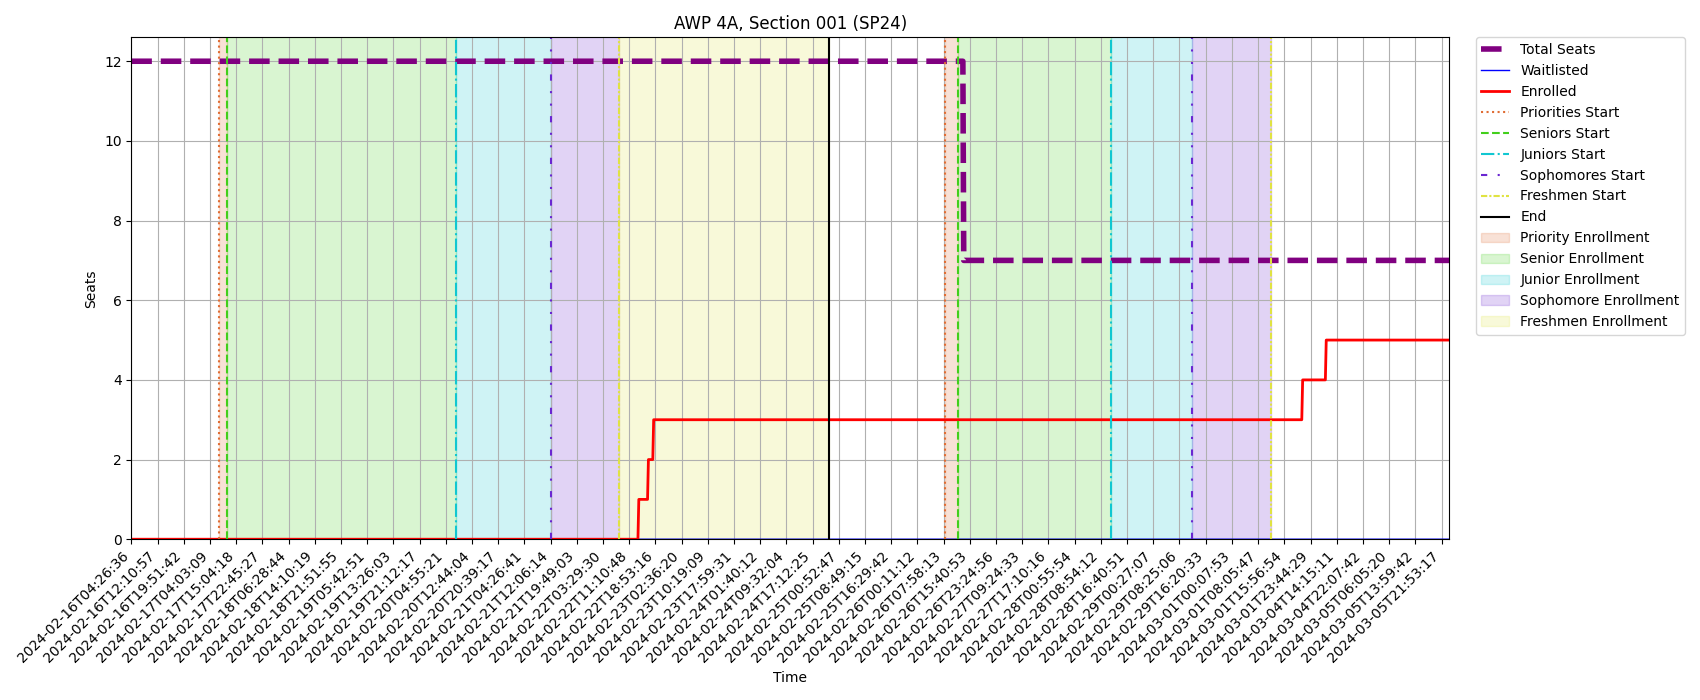 AWP 4A, Section 001 (SP24)
Seats
12
10
8
6
4
2
0
2024-02-16T04:26:36
2024-02-16T12:10:57
2024-02-16T19:51:42
2024-02-17T04:03:09
2024-02-17T15:04:18
2024-02-17T22:45:27
2024-02-18T06:28:44
2024-02-18T14:10:19
2024-02-18T21:51:55
2024-02-19T05:42:51
2024-02-19T13:26:03
2024-02-19T21:12:17
2024-02-20T04:55:21
2024-02-20T12:44:04
2024-02-20T20:39:17
2024-02-21T04:26:41
2024-02-21T12:06:14
2024-02-21T19:49:03
2024-02-22T03:29:30
2024-02-22T11:10:48
2024-02-22T18:53:16
2024-02-23T02:36:20
2024-02-23T10:19:09
2024-02-23T17:59:31
2024-02-24T01:40:12
2024-02-24T09:32:04
2024-02-24T17:12:25
2024-02-25T00:52:47
2024-02-25T08:49:15
2024-02-25T16:29:42
2024-02-26T00:11:12
2024-02-26T07:58:13
2024-02-26T15:40:53
2024-02-26T23:24:56
2024-02-27T09:24:33
2024-02-27T17:10:16
2024-02-28T00:55:54
2024-02-28T08:54:12
2024-02-28T16:40:51
2024-02-29T00:27:07
2024-02-29T08:25:06
2024-02-29T16:20:33
2024-03-01T00:07:53
2024-03-01T08:05:47
2024-03-01T15:56:54
2024-03-01T23:44:29
2024-03-04T14:15:11
2024-03-04T22:07:42
2024-03-05T06:05:20
2024-03-05T13:59:42
2024-03-05T21:53:17
Time
Total Seats
Waitlisted
Enrolled
Priorities Start
Seniors Start
Juniors Start
Sophomores Start
Freshmen Start
End
Priority Enrollment
Senior Enrollment
Junior Enrollment
Sophomore Enrollment
Freshmen Enrollment